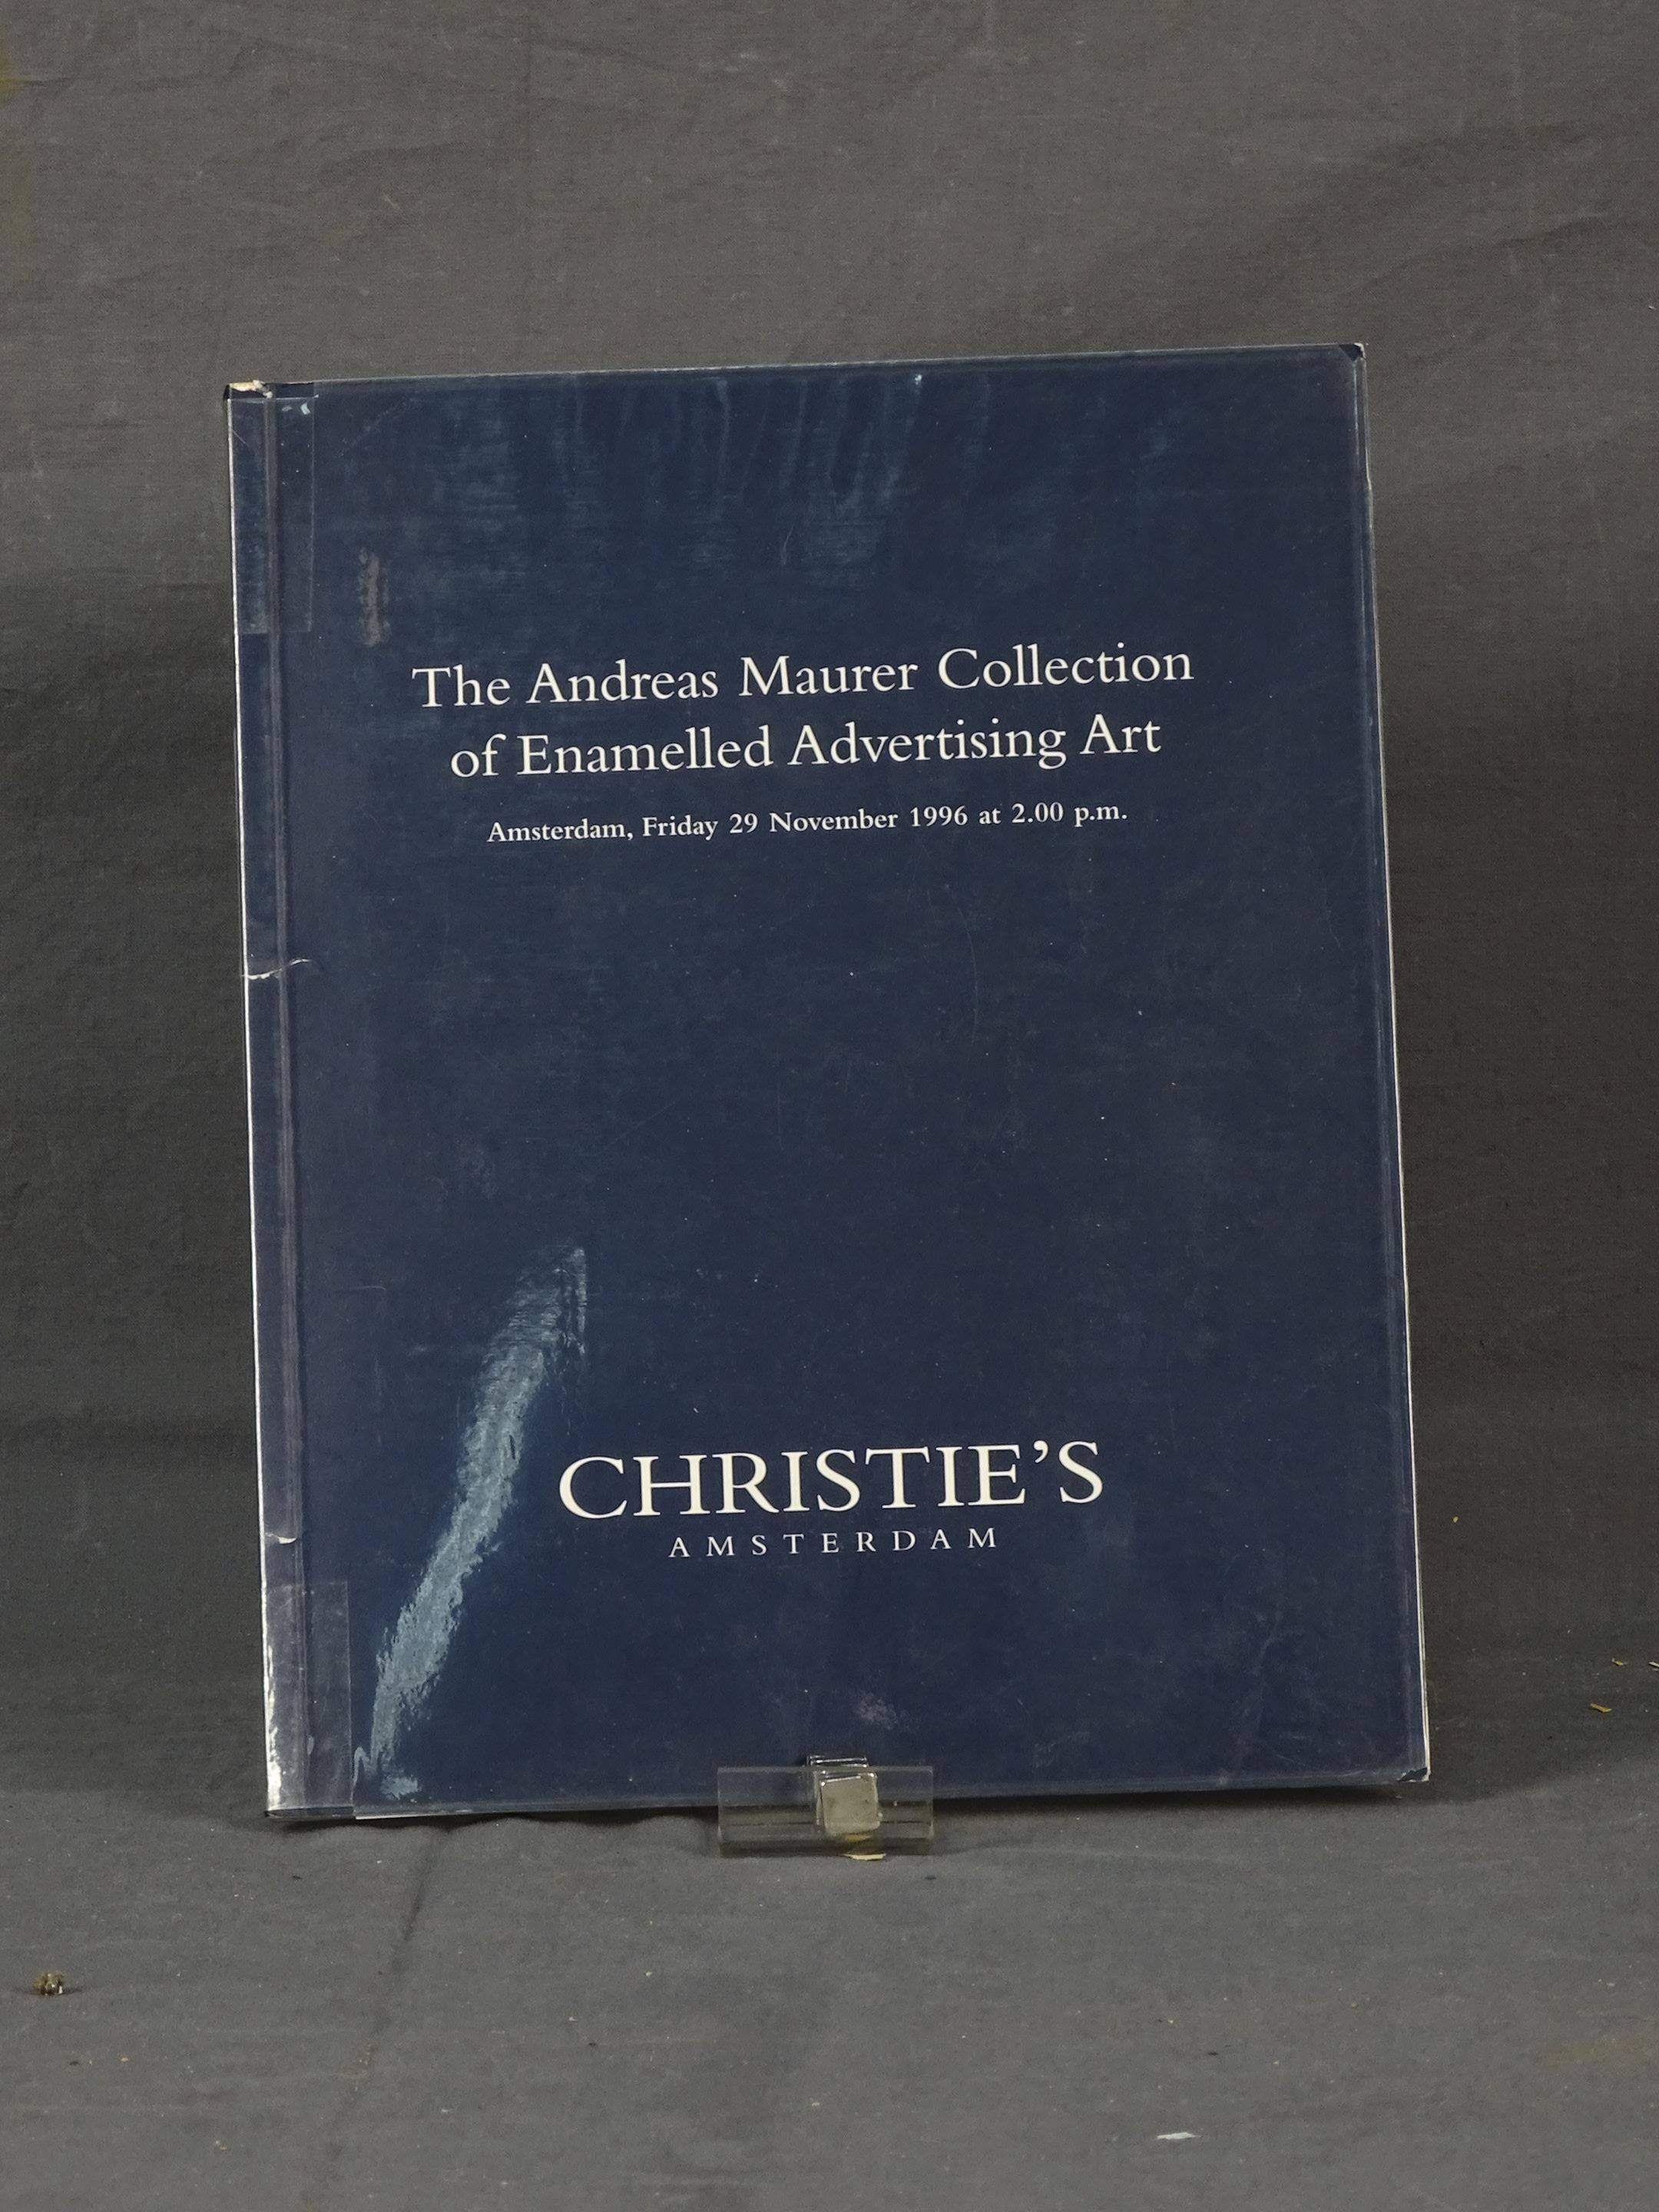 The Andreas Maurer Collection
of Enamelled Advertising Art
Amsterdam, Friday 29 November 1996 at 2.00 p.m.
CHRISTIE'S
AMSTERDAM